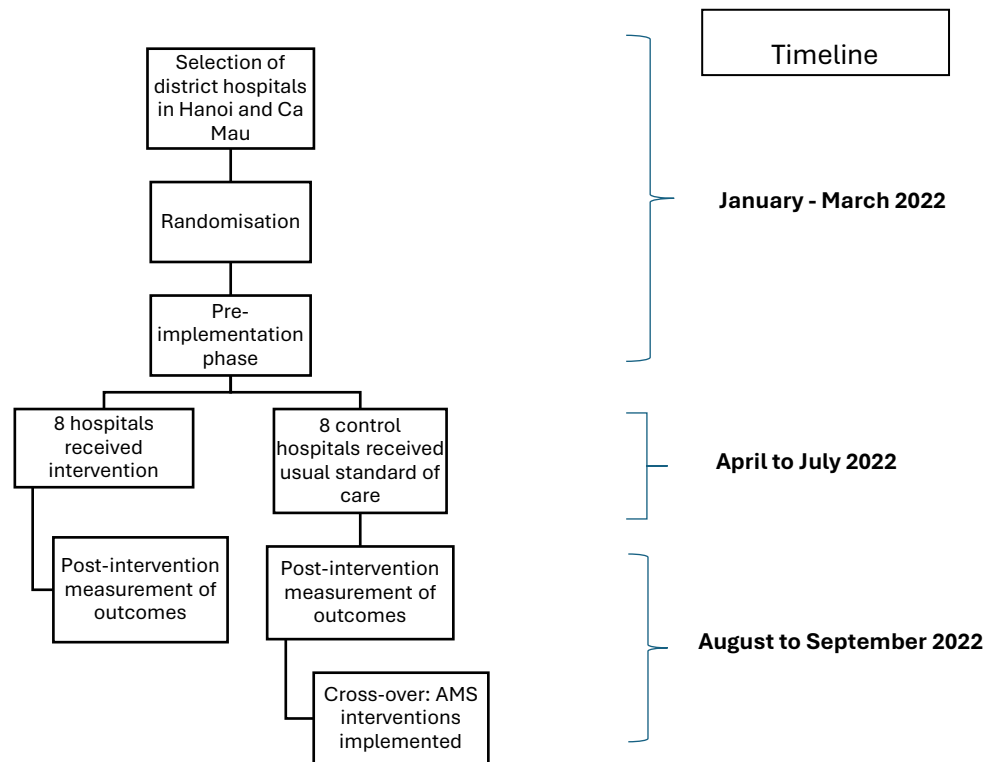 Timeline
Selection of
district hospitals
in Hanoi and Ca
Mau
January - March 2022
Randomisation
Pre-
implementation
phase
8 hospitals
received
intervention
8 control
hospitals received
usual standard of
care
April to July 2022
Post-intervention
measurement of
outcomes
Post-intervention
measurement of
outcomes
August to September 2022
Cross-over: AMS
interventions
implemented